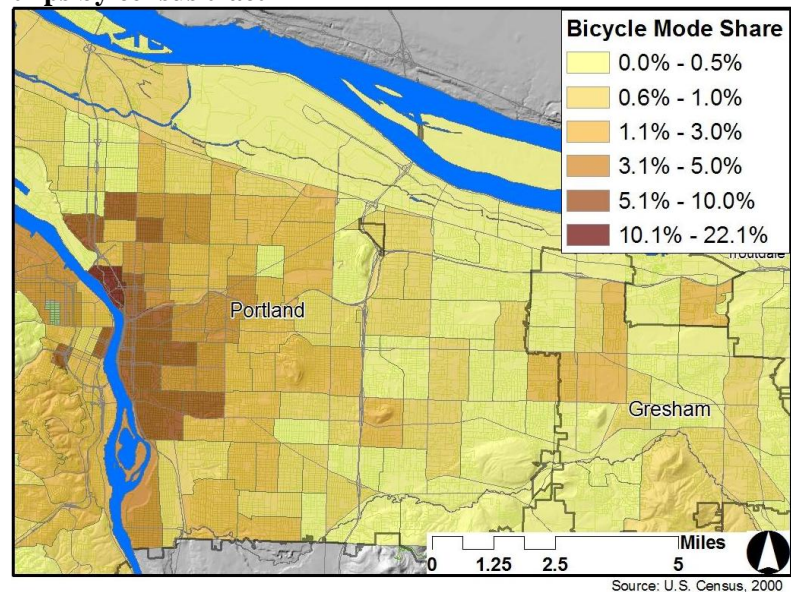 Bicycle Mode Share
0.0% - 0.5%
0.6% - 1.0%
1.1% - 3.0%
3.1% - 5.0%
5.1% - 10.0%
10.1% - 22.1%
Troutdale
Portland
Gresham
Miles
0 1.25 2.5 5
Source: U.S. Census, 2000